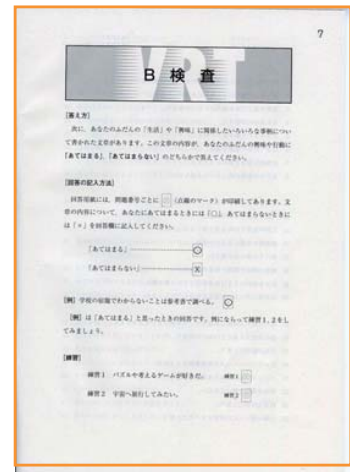 7
VRT
B 検 査
[答え方]
次に、あなたのふだんの「生活」や「興味」に関係したいろいろな事柄につい
て書かれた文章があります。この文章の内容が、あなたのふだんの興味や行動に
「あてはまる」、「あてはまらない」のどちらかで答えてください。
[回答の記入方法]
回答用紙には、問題番号ごとに (点線のマーク) が印刷してあります。文
章の内容について、あなたにあてはまるときには「○」、あてはまらないときに
は「×」を回答欄に記入してください。
「あてはまる」 ○
「あてはまらない」 X
[例] 学校の宿題でわからないことは参考書で調べる。 ○
[例] は「あてはまる」と思ったときの回答です。例にならって練習1、2をし
てみましょう。
[練習]
練習1 パズルや考えるゲームが好きだ。 練習1
練習2 宇宙へ旅行してみたい。 練習2